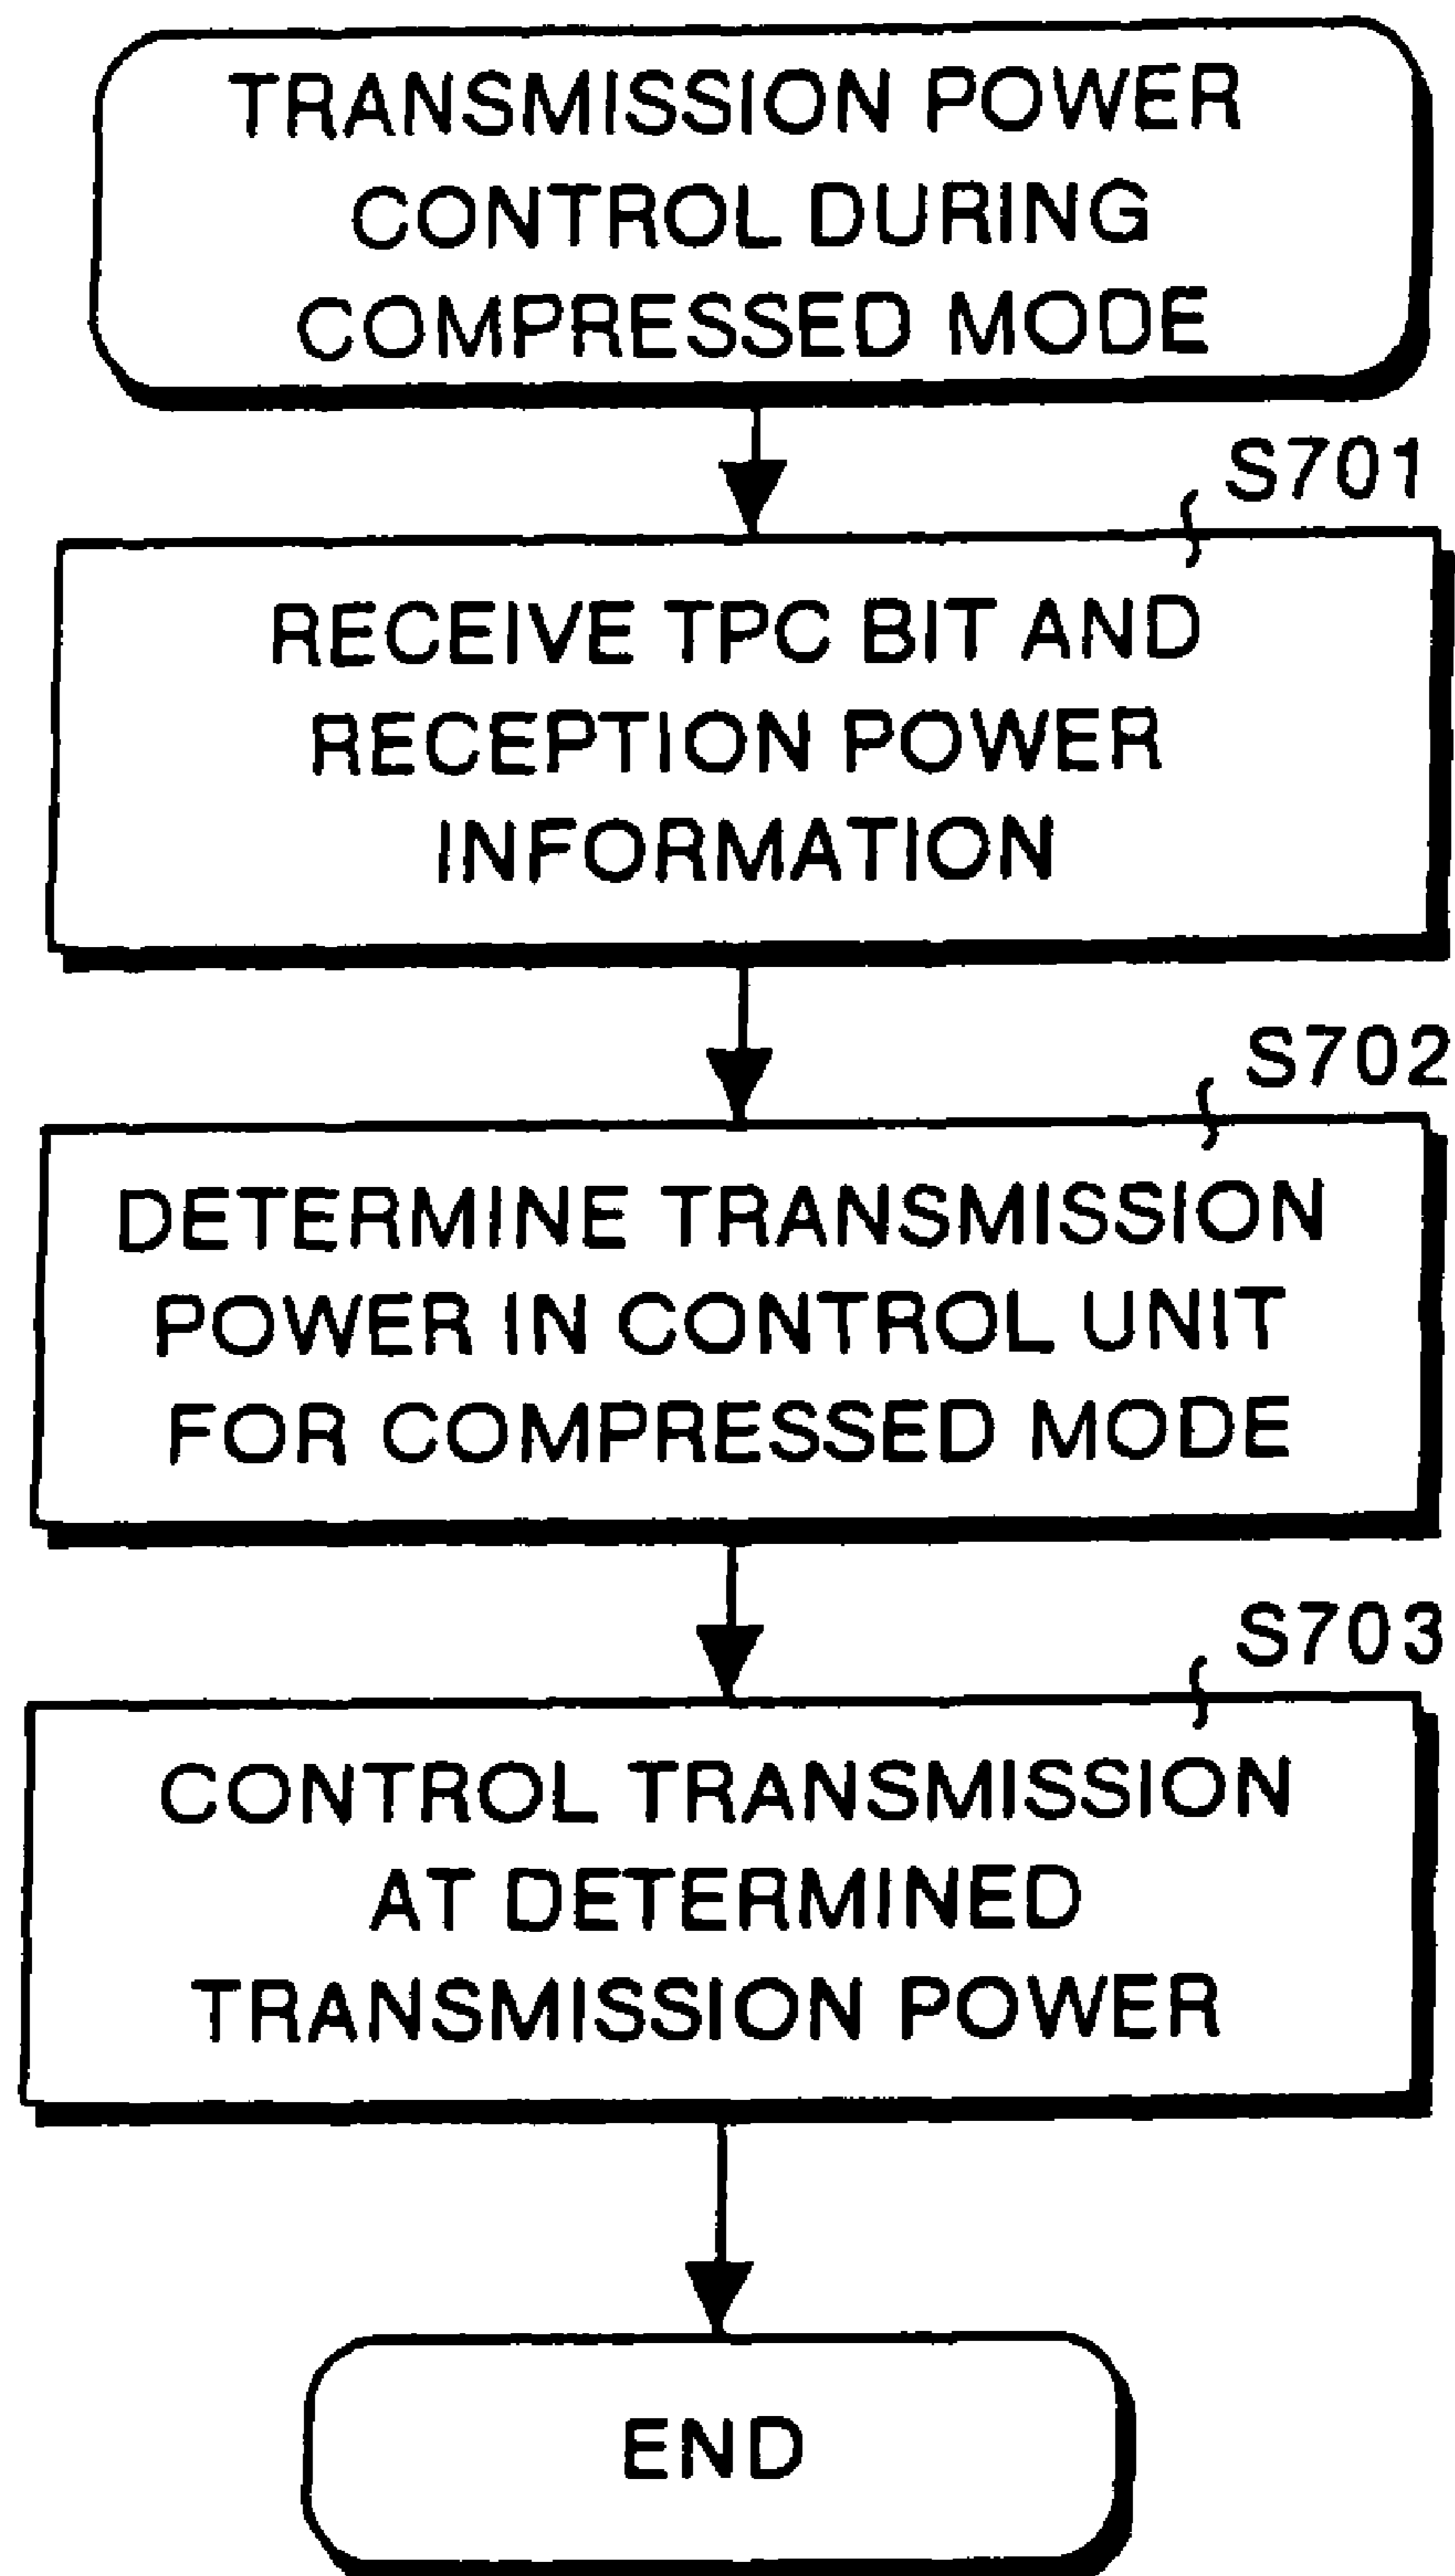 TRANSMISSION POWER
CONTROL DURING
COMPRESSED MODE
S701
RECEIVE TPC BIT AND
RECEPTION POWER
INFORMATION
S702
DETERMINE TRANSMISSION
POWER IN CONTROL UNIT
FOR COMPRESSED MODE
S703
CONTROL TRANSMISSION
AT DETERMINED
TRANSMISSION POWER
END